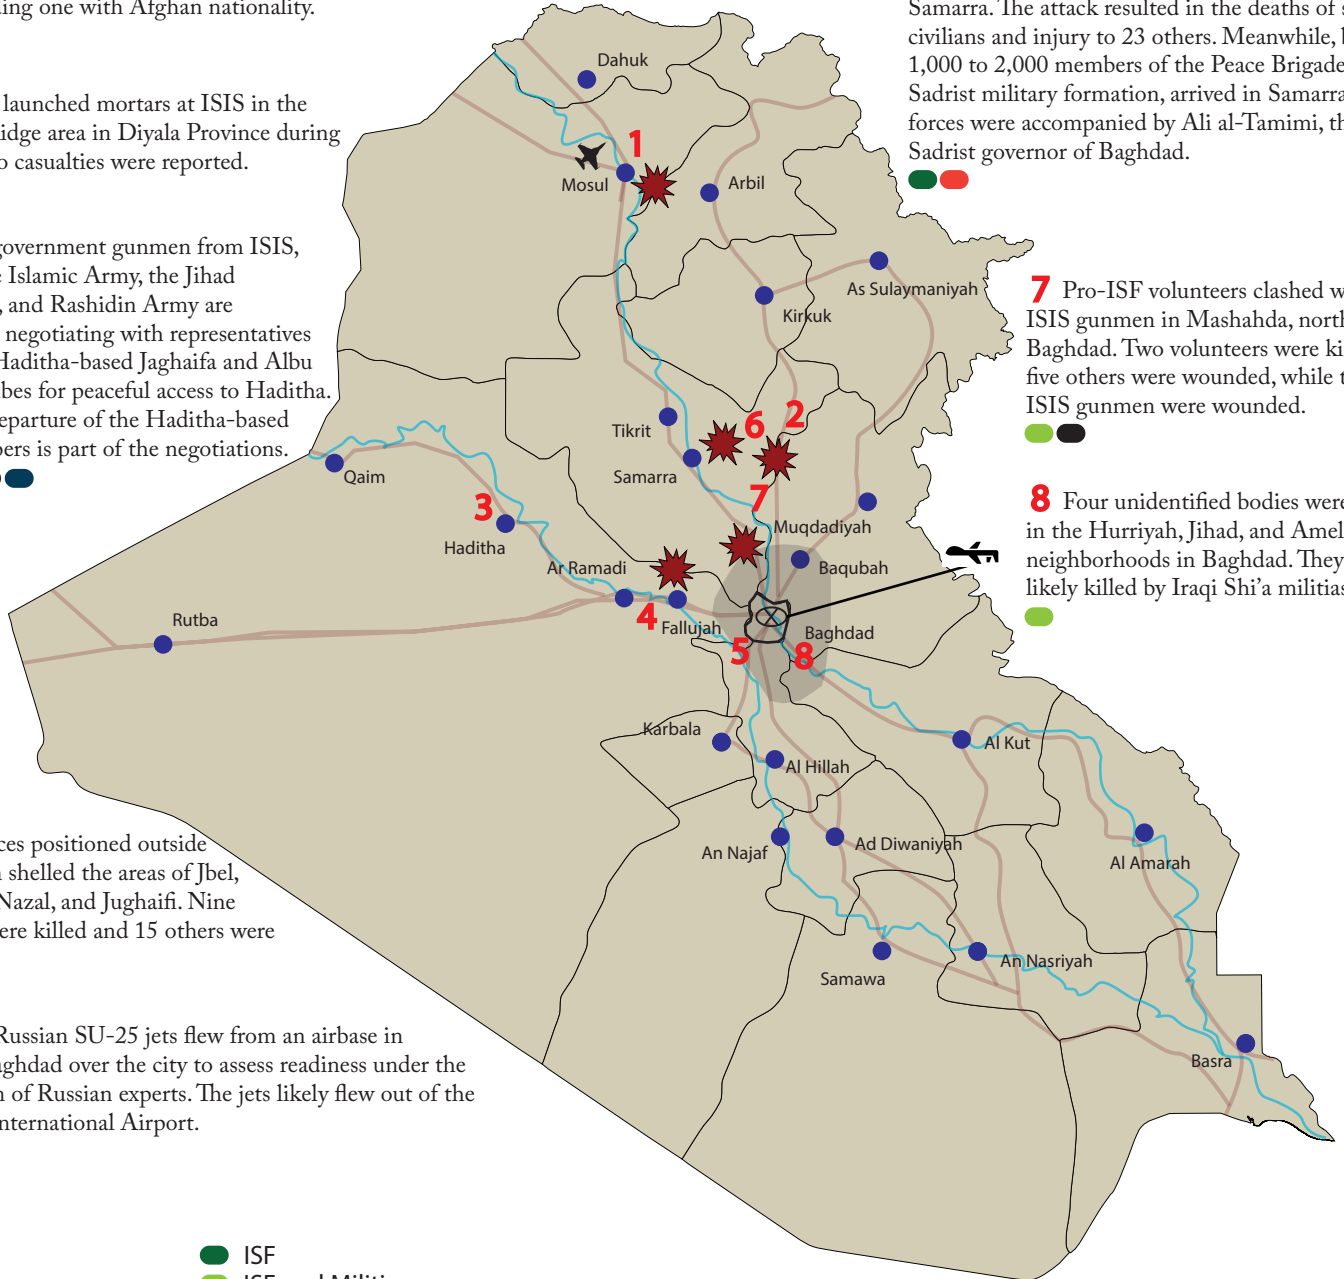 ling one with Afghan nationality.
launched mortars at ISIS in the
idge area in Diyala Province during
o casualties were reported.
government gunmen from ISIS,
Islamic Army, the Jihad
, and Rashidin Army are
negotiating with representatives
Haditha-based Jaghaifa and Albu
bes for peaceful access to Haditha.
eparture of the Haditha-based
bers is part of the negotiations.
ces positioned outside
shelled the areas of Jbel,
Nazal, and Jughaifi. Nine
ere killed and 15 others were
Russian SU-25 jets flew from an airbase in
aghdad over the city to assess readiness under the
n of Russian experts. The jets likely flew out of the
International Airport.
ISF
Dahuk
1
Mosul
Arbil
As Sulaymaniyah
Kirkuk
Tikrit
6
2
Samarra
7
Qaim
3
Haditha
Muqdadiyah
Ar Ramadi
Baqubah
4
Fallujah
Rutba
Baghdad
5
8
Karbala
Al Kut
Al Hillah
An Najaf
Ad Diwaniyah
Al Amarah
Samawa
An Nasriyah
Basra
Samarra. The attack resulted in the deaths of
civilians and injury to 23 others. Meanwhile,
1,000 to 2,000 members of the Peace Brigade
Sadrist military formation, arrived in Samarra
forces were accompanied by Ali al-Tamimi, th
Sadrist governor of Baghdad.
7 Pro-ISF volunteers clashed w
ISIS gunmen in Mashahda, north
Baghdad. Two volunteers were ki
five others were wounded, while t
ISIS gunmen were wounded.
8 Four unidentified bodies were
in the Hurriyah, Jihad, and Amel
neighborhoods in Baghdad. They
likely killed by Iraqi Shi'a militias